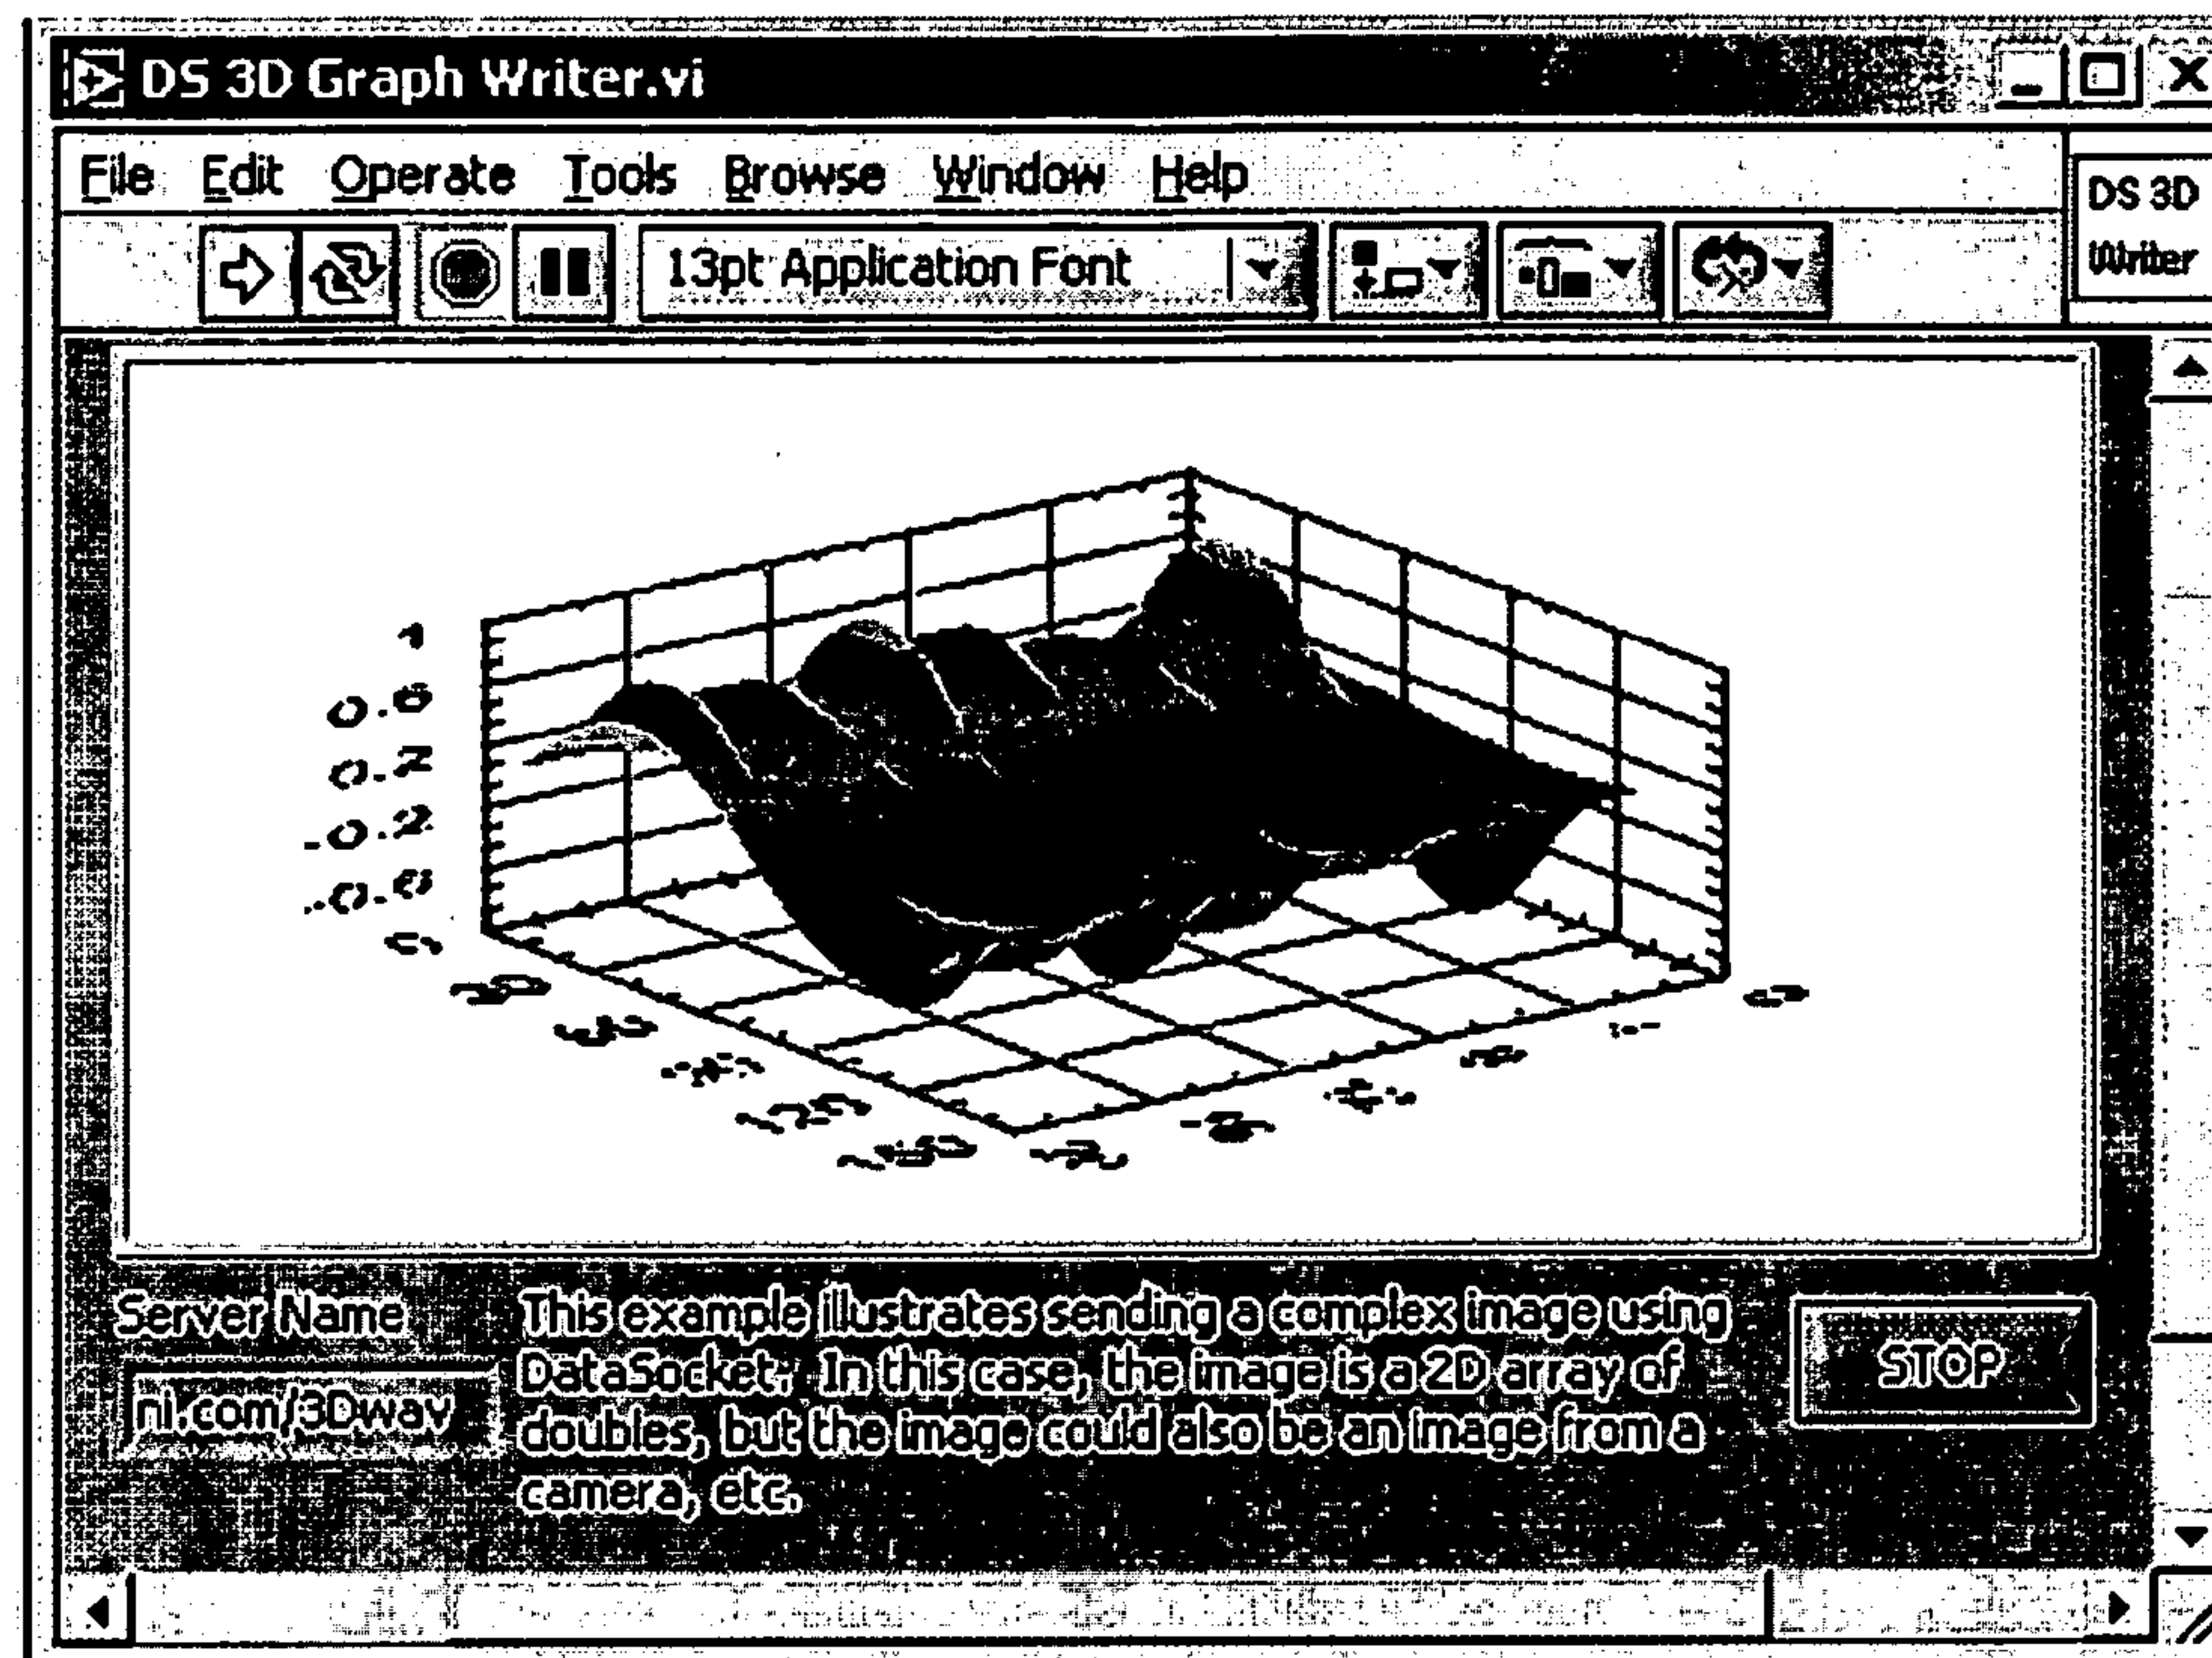 DS 3D Graph Writer.vi
File Edit Operate Tools Browse Window Help
DS 3D
Writer
13pt Application Font
1
0.6
0.2
-0.2
-0.6
Server Name
ni.com/3Dwav
This example illustrates sending a complex image using
DataSocket. In this case, the image is a 2D array of
doubles, but the image could also be an image from a
camera, etc.
STOP